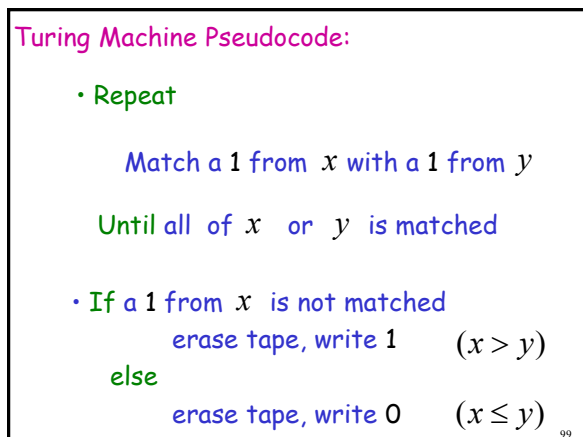 Turing Machine Pseudocode:
• Repeat
Match a 1 from x with a 1 from y
Until all of x or y is matched
• If a 1 from x is not matched
erase tape, write 1 (x > y)
else
erase tape, write 0 (x ≤ y)
99